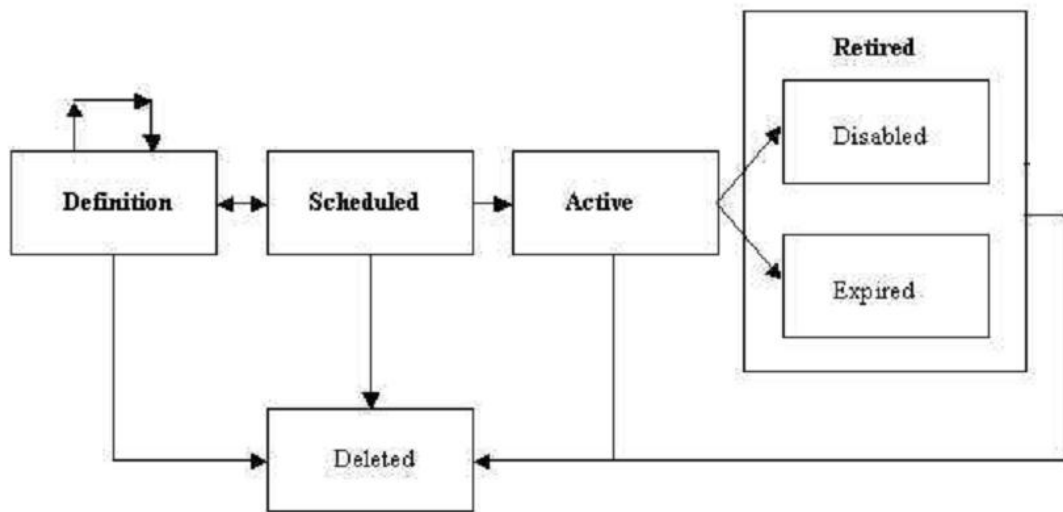 Retired
Disabled
Definition
Scheduled
Active
Expired
Deleted